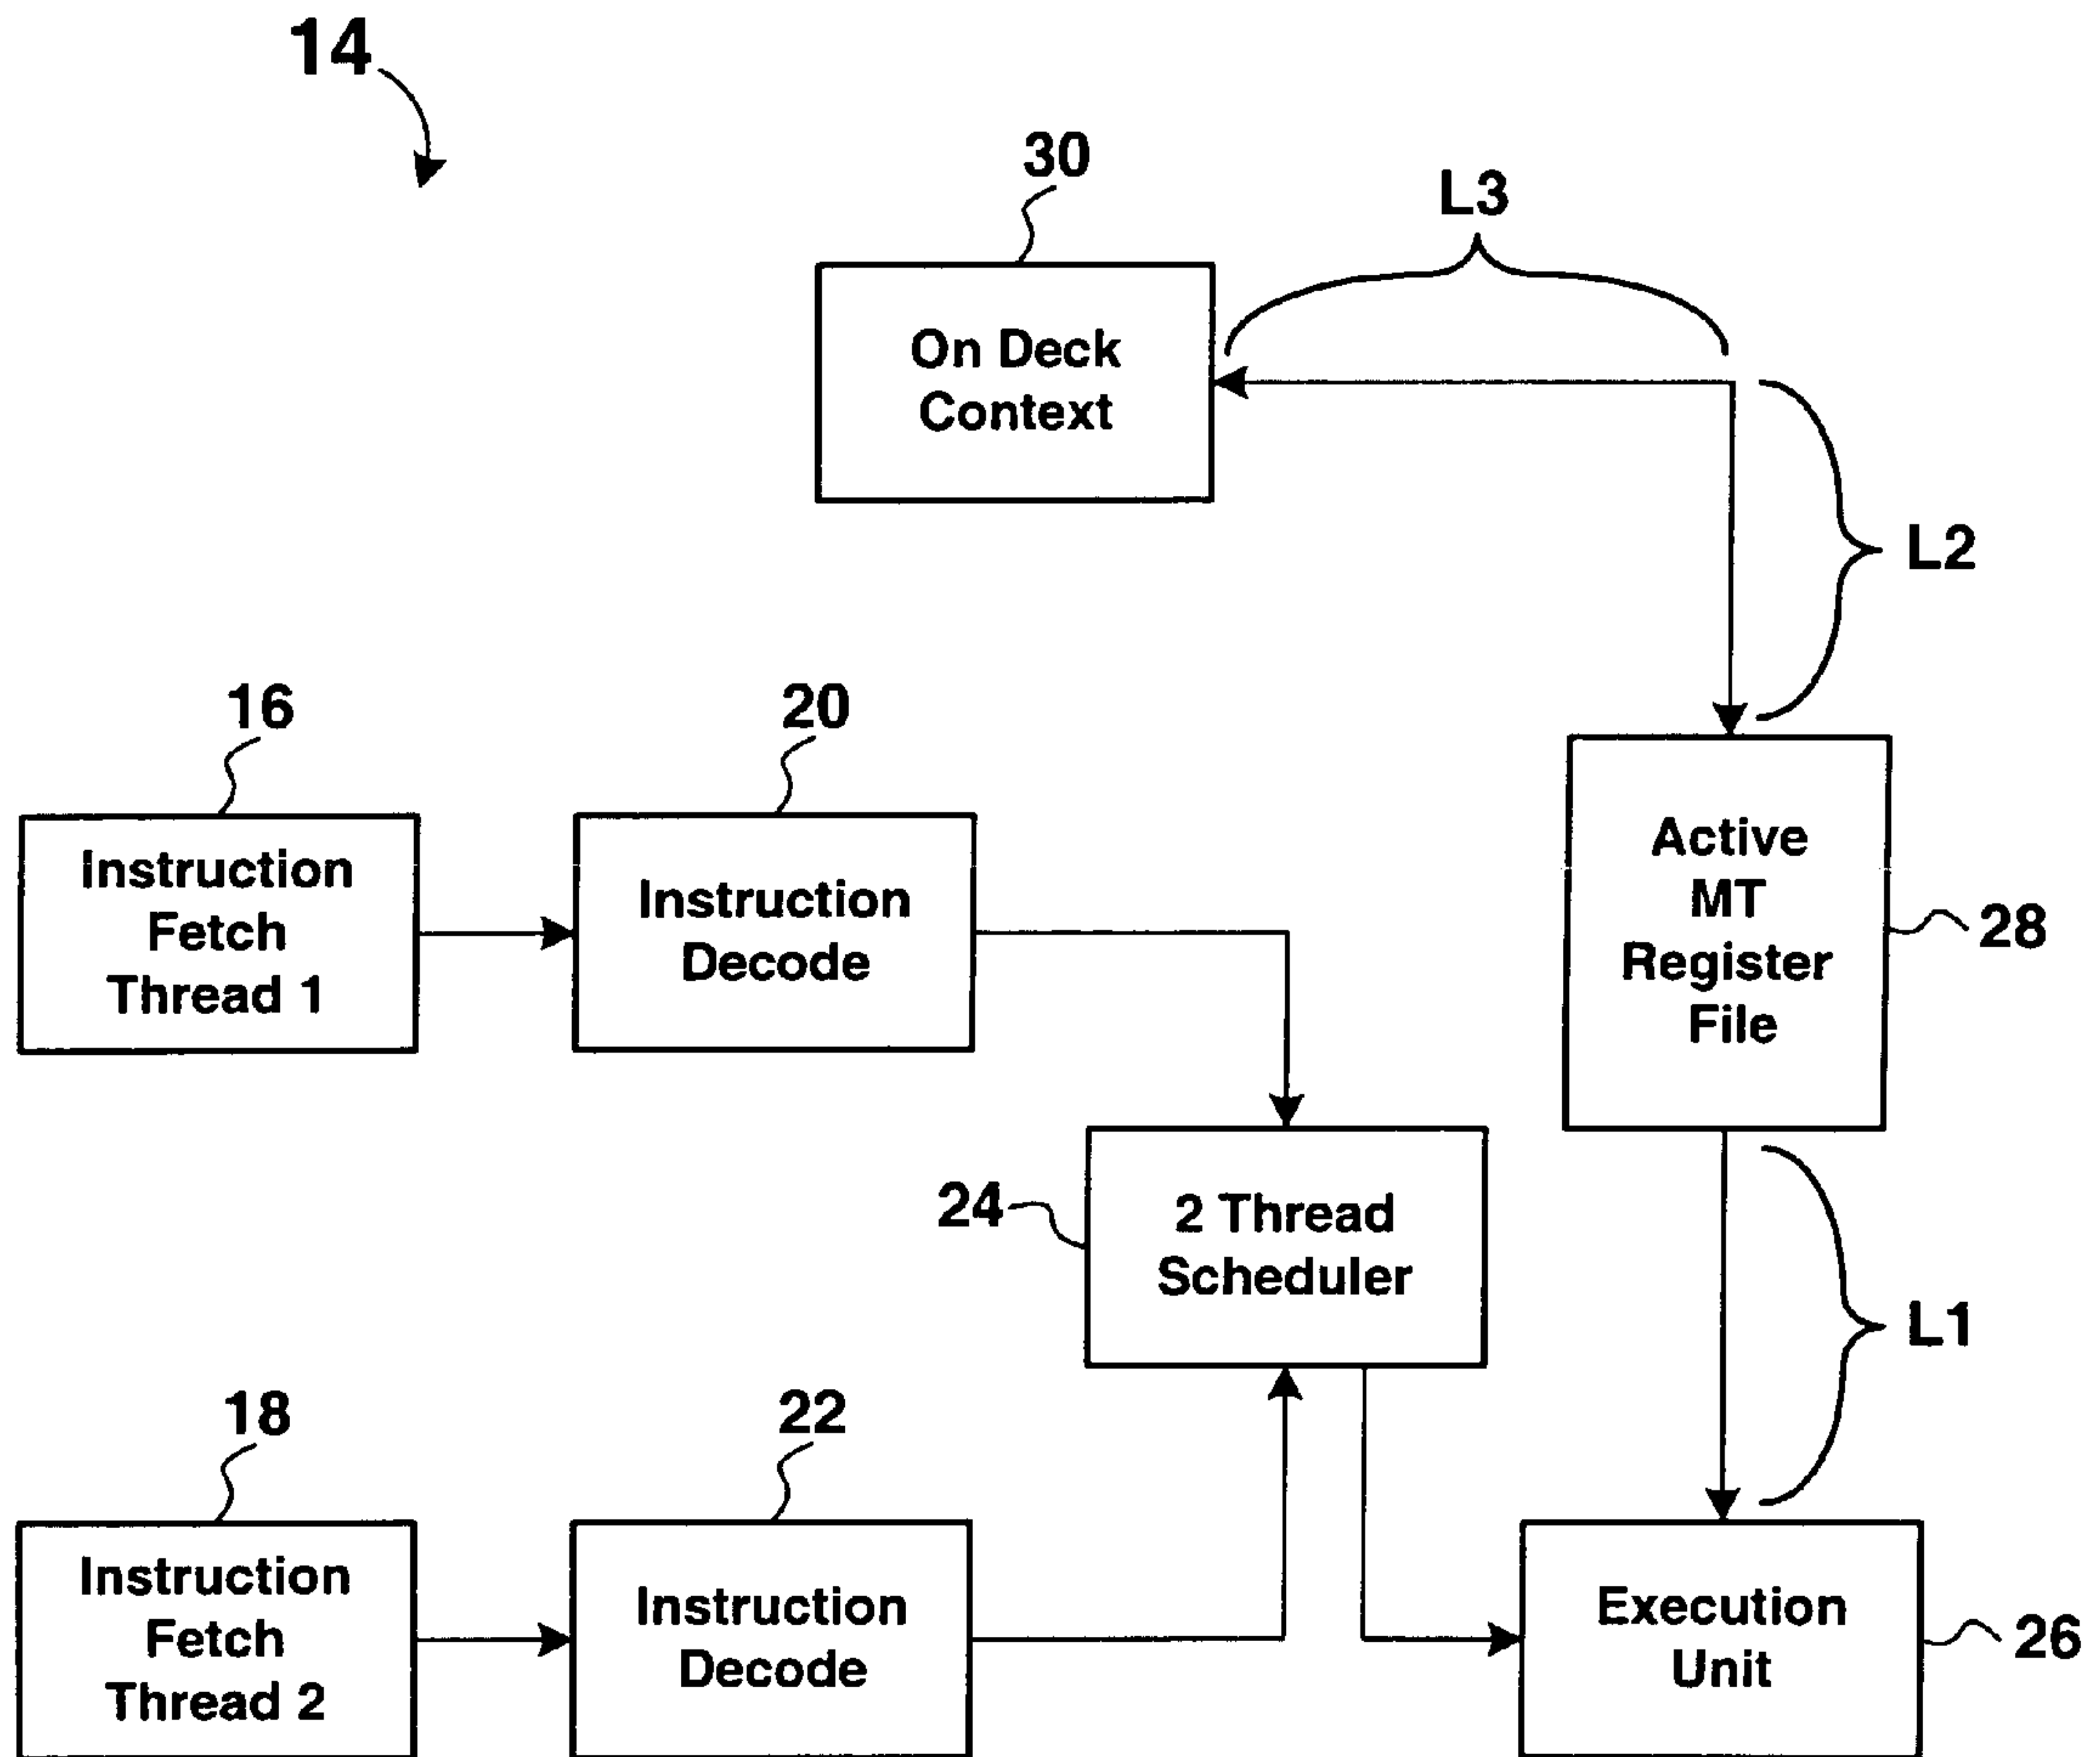 14
30
L3
On Deck
Context
L2
16
20
Instruction
Fetch
Thread 1
Instruction
Decode
Active
MT
Register
File
28
24
2 Thread
Scheduler
L1
18
22
Instruction
Fetch
Thread 2
Instruction
Decode
Execution
Unit
26